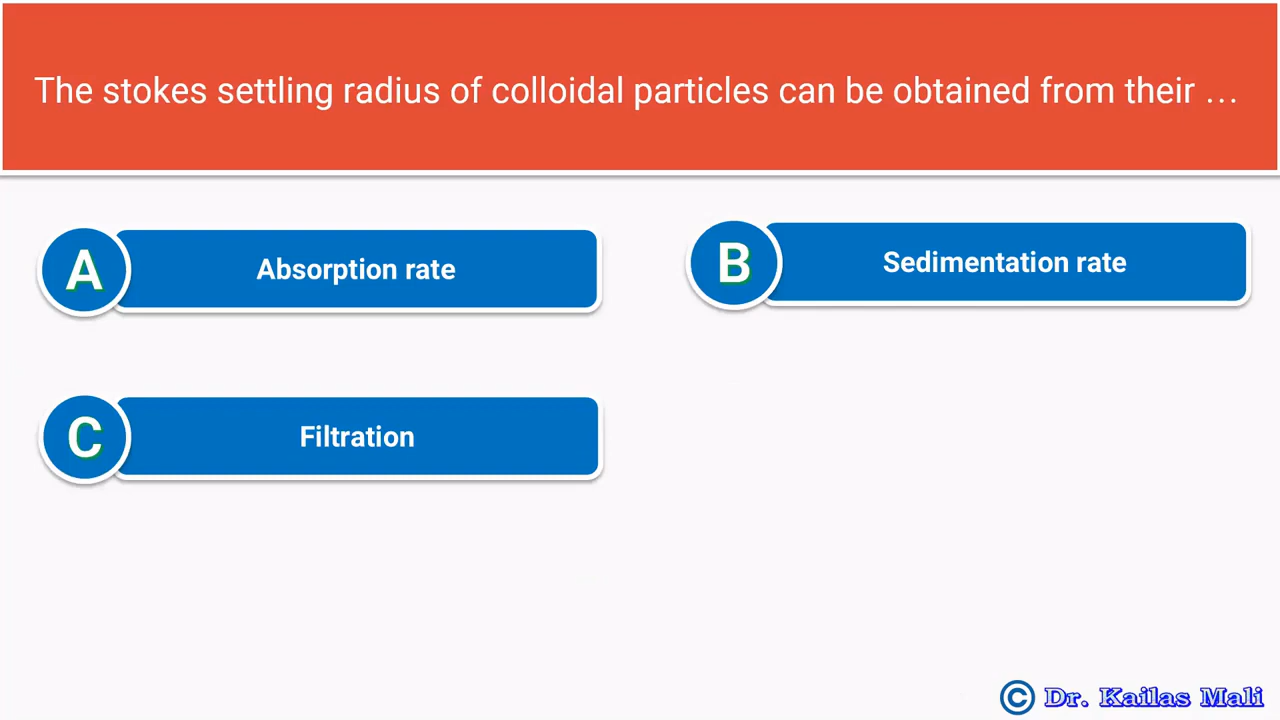 The stokes settling radius of colloidal particles can be obtained from their …
A Absorption rate
B Sedimentation rate
C Filtration
© Dr. Kailas Mali